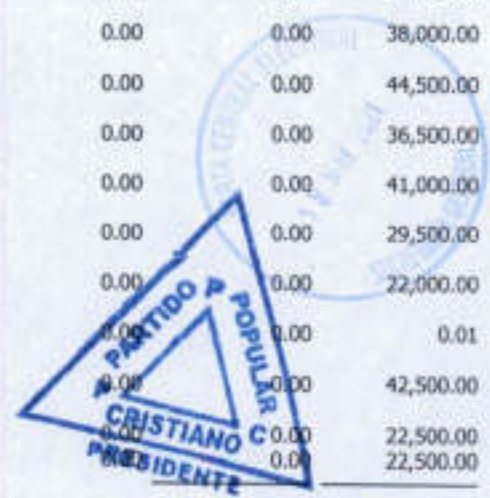 0.00 0.00 38,000.00
0.00 0.00 44,500.00
0.00 0.00 36,500.00
0.00 0.00 41,000.00
0.00 0.00 29,500.00
0.00 0.00 22,000.00
0.00 0.00 0.01
0.00 0.00 42,500.00
0.00 0.00 22,500.00
0.00 0.00 22,500.00
P PARTIDO P POPULAR
CRISTIANO C
PRESIDENTE
CENTRAL